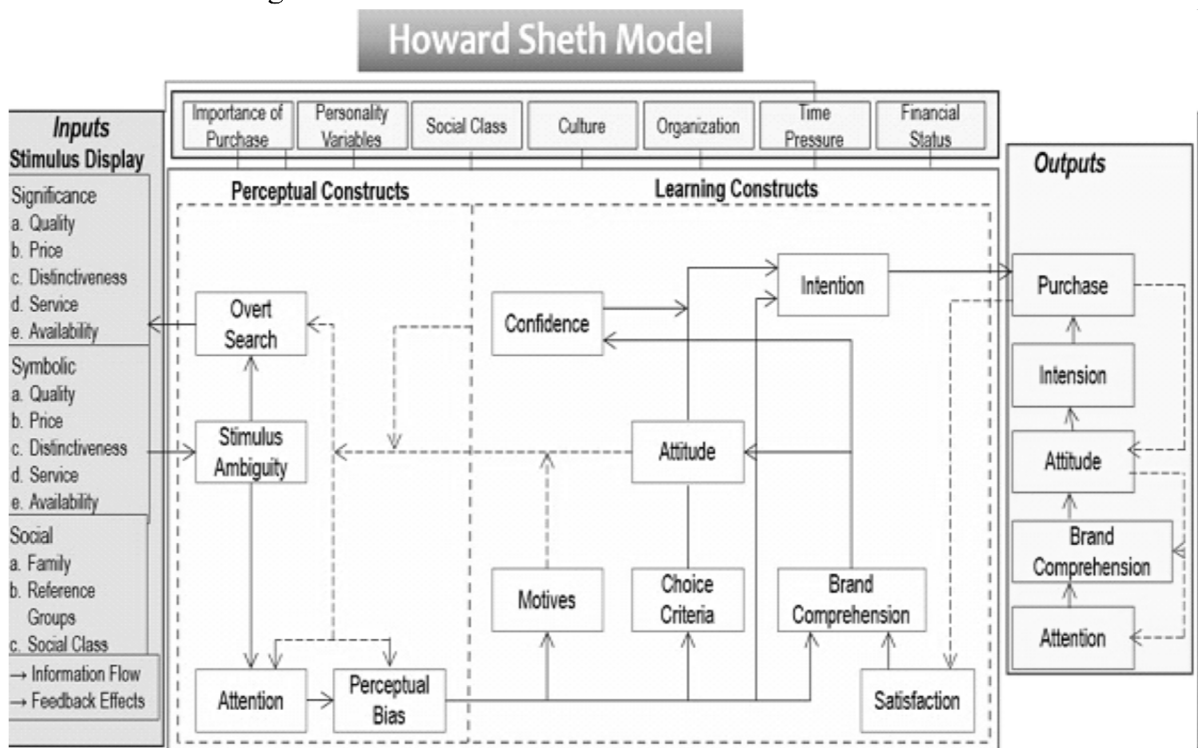 Howard Sheth Model
Importance of
Purchase
Personality
Variables
Social Class
Culture
Organization
Time
Pressure
Financial
Status
Inputs
Stimulus Display
Significance
a. Quality
b. Price
c. Distinctiveness
d. Service
e. Availability
Symbolic
a. Quality
b. Price
c. Distinctiveness
d. Service
e. Availability
Social
a. Family
b. Reference
Groups
c. Social Class
→ Information Flow
→ Feedback Effects
Perceptual Constructs
Overt
Search
Stimulus
Ambiguity
Attention
Perceptual
Bias
Learning Constructs
Confidence
Intention
Attitude
Motives
Choice
Criteria
Brand
Comprehension
Satisfaction
Outputs
Purchase
Intension
Attitude
Brand
Comprehension
Attention